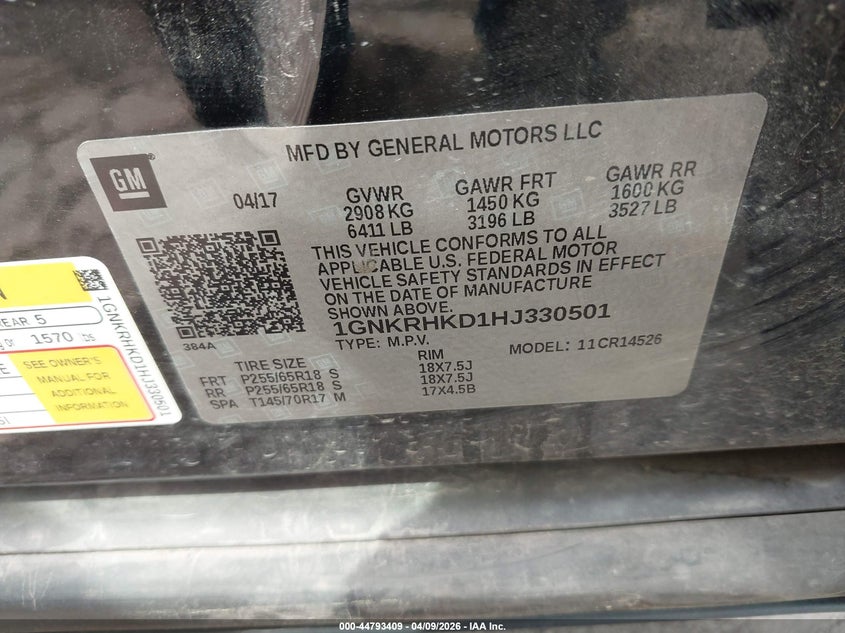 MFD BY GENERAL MOTORS LLC
GM
04/17
GVWR
2908 KG
6411 LB
GAWR FRT
1450 KG
3196 LB
GAWR RR
1600 KG
3527 LB
THIS VEHICLE CONFORMS TO ALL
APPLICABLE U.S. FEDERAL MOTOR
VEHICLE SAFETY STANDARDS IN EFFECT
ON THE DATE OF MANUFACTURE
SHOWN ABOVE.
1GNKRHKD1HJ330501
TYPE: M.P.V.
MODEL: 11CR14526
384A
TIRE SIZE RIM
FRT P255/65R18 S 18X7.5J
RR P255/65R18 S 18X7.5J
SPA T145/70R17 M 17X4.5B
EAR 5
1570
SEE OWNER'S
MANUAL FOR
ADDITIONAL
INFORMATION
1GNKRHKD1HJ330501
000-44793409 - 04/09/2026 - IAA Inc.